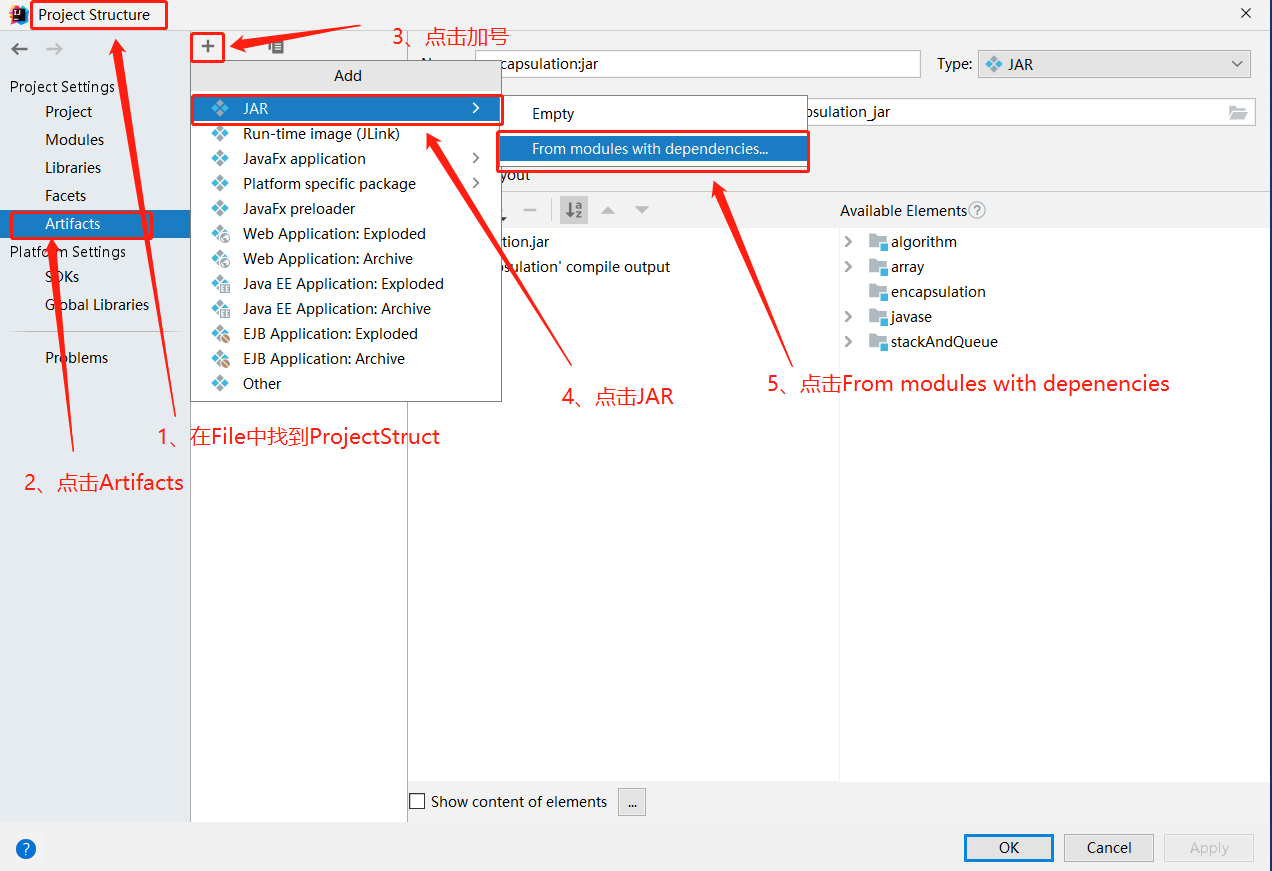 Project Structure
3、点击加号
Add
capsulation:jar
Type:
JAR
Project Settings
Project
Modules
Libraries
Facets
Artifacts
Platform Settings
SDKs
Global Libraries
Problems
JAR
Run-time image (JLink)
JavaFx application
Platform specific package
JavaFx preloader
Web Application: Exploded
Web Application: Archive
Java EE Application: Exploded
Java EE Application: Archive
EJB Application: Exploded
EJB Application: Archive
Other
Empty
From modules with dependencies...
psulation_jar
yout
Available Elements
tion.jar
psulation' compile output
algorithm
array
encapsulation
javase
stackAndQueue
4、点击JAR
5、点击From modules with depenencies
1、在File中找到ProjectStruct
2、点击Artifacts
Show content of elements
...
OK
Cancel
Apply